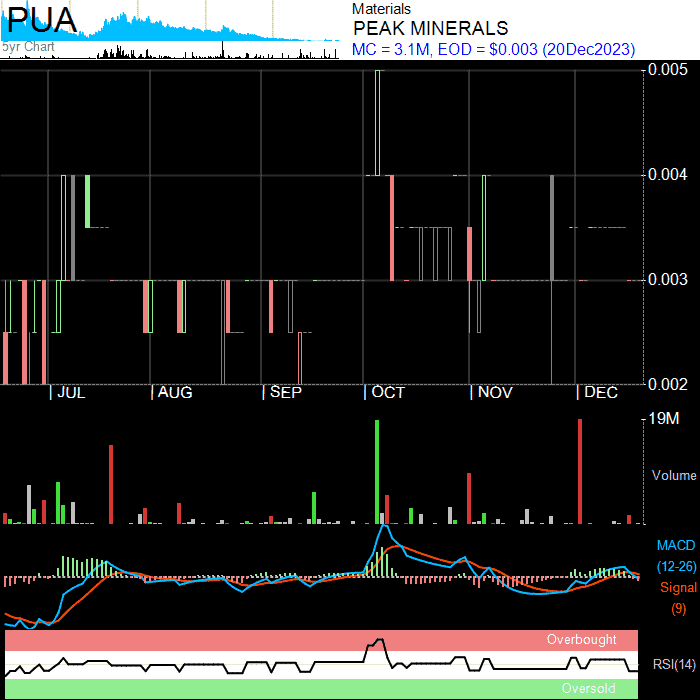 PUA
5yr Chart
Materials
PEAK MINERALS
MC = 3.1M, EOD = $0.003 (20Dec2023)
0.005
0.004
0.003
0.002
JUL
AUG
SEP
OCT
NOV
DEC
19M
Volume
MACD
(12-26)
Signal
(9)
Overbought
RSI(14)
Oversold